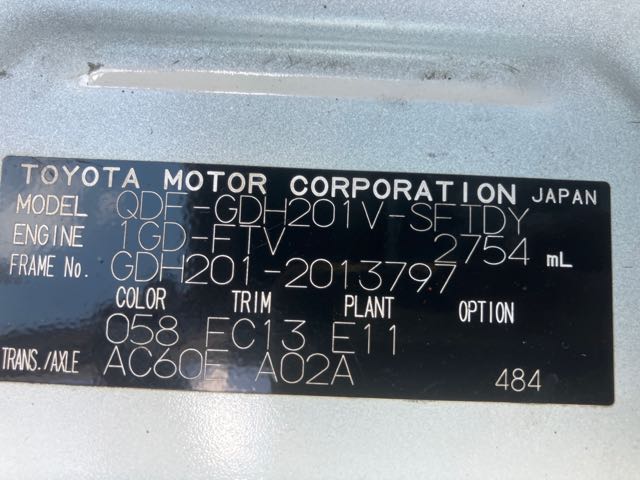 TOYOTA MOTOR CORPORATION JAPAN
MODEL QDF-GDH201V-SFTDY
ENGINE 1GD-FTV 2754 mL
FRAME No. GDH201-2013797
COLOR TRIM PLANT OPTION
058 FC13 E11
TRANS./AXLE AC60F A02A 484